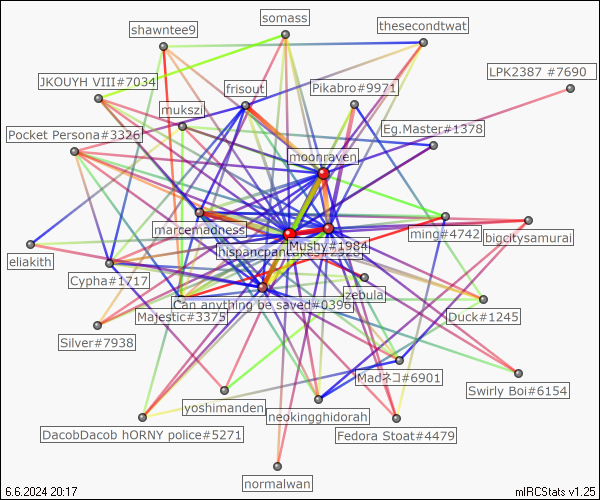 somass
shawntee9
thesecondtwat
LPK2387 #7690
JKOUYH VIII#7034
frisout
Pikabro#9971
mukszi
Pocket Persona#3326
Eg.Master#1378
moonraven
marcemadness
ming#4742
bigcitysamurai
Mushy#1984
eliakith
Cypha#1717
zebula
Can anything be saved#0396
Majestic#3375
Duck#1245
Silver#7938
Madネコ#6901
Swirly Boi#6154
yoshimanden
neokingghidorah
DacobDacob hORNY police#5271
Fedora Stoat#4479
normalwan
6.6.2024 20:17
mIRCStats v1.25